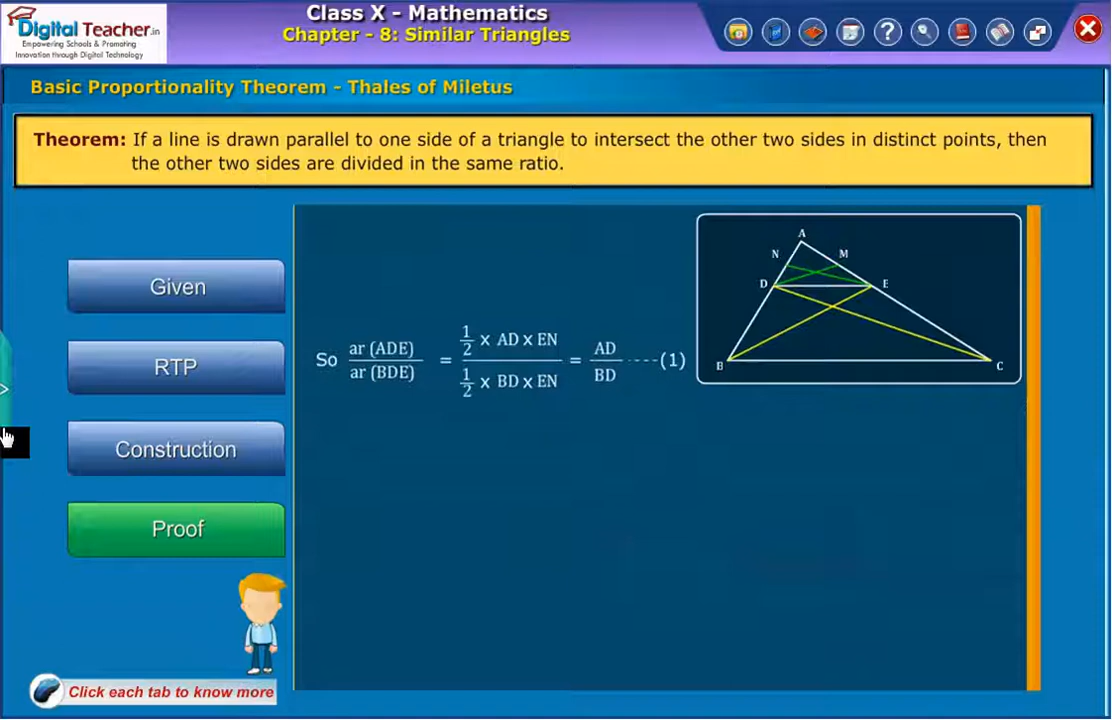 Digital Teacher.in
Empowering Schools & Promoting
Innovation through Digital Technology
Class X - Mathematics
Chapter - 8: Similar Triangles
Basic Proportionality Theorem - Thales of Miletus
Theorem: If a line is drawn parallel to one side of a triangle to intersect the other two sides in distinct points, then
the other two sides are divided in the same ratio.
Given
RTP
Construction
Proof
So ar (ADE) / ar (BDE) = 1/2 x AD x EN / 1/2 x BD x EN = AD / BD ----(1)
A
N M
D E
B C
Click each tab to know more